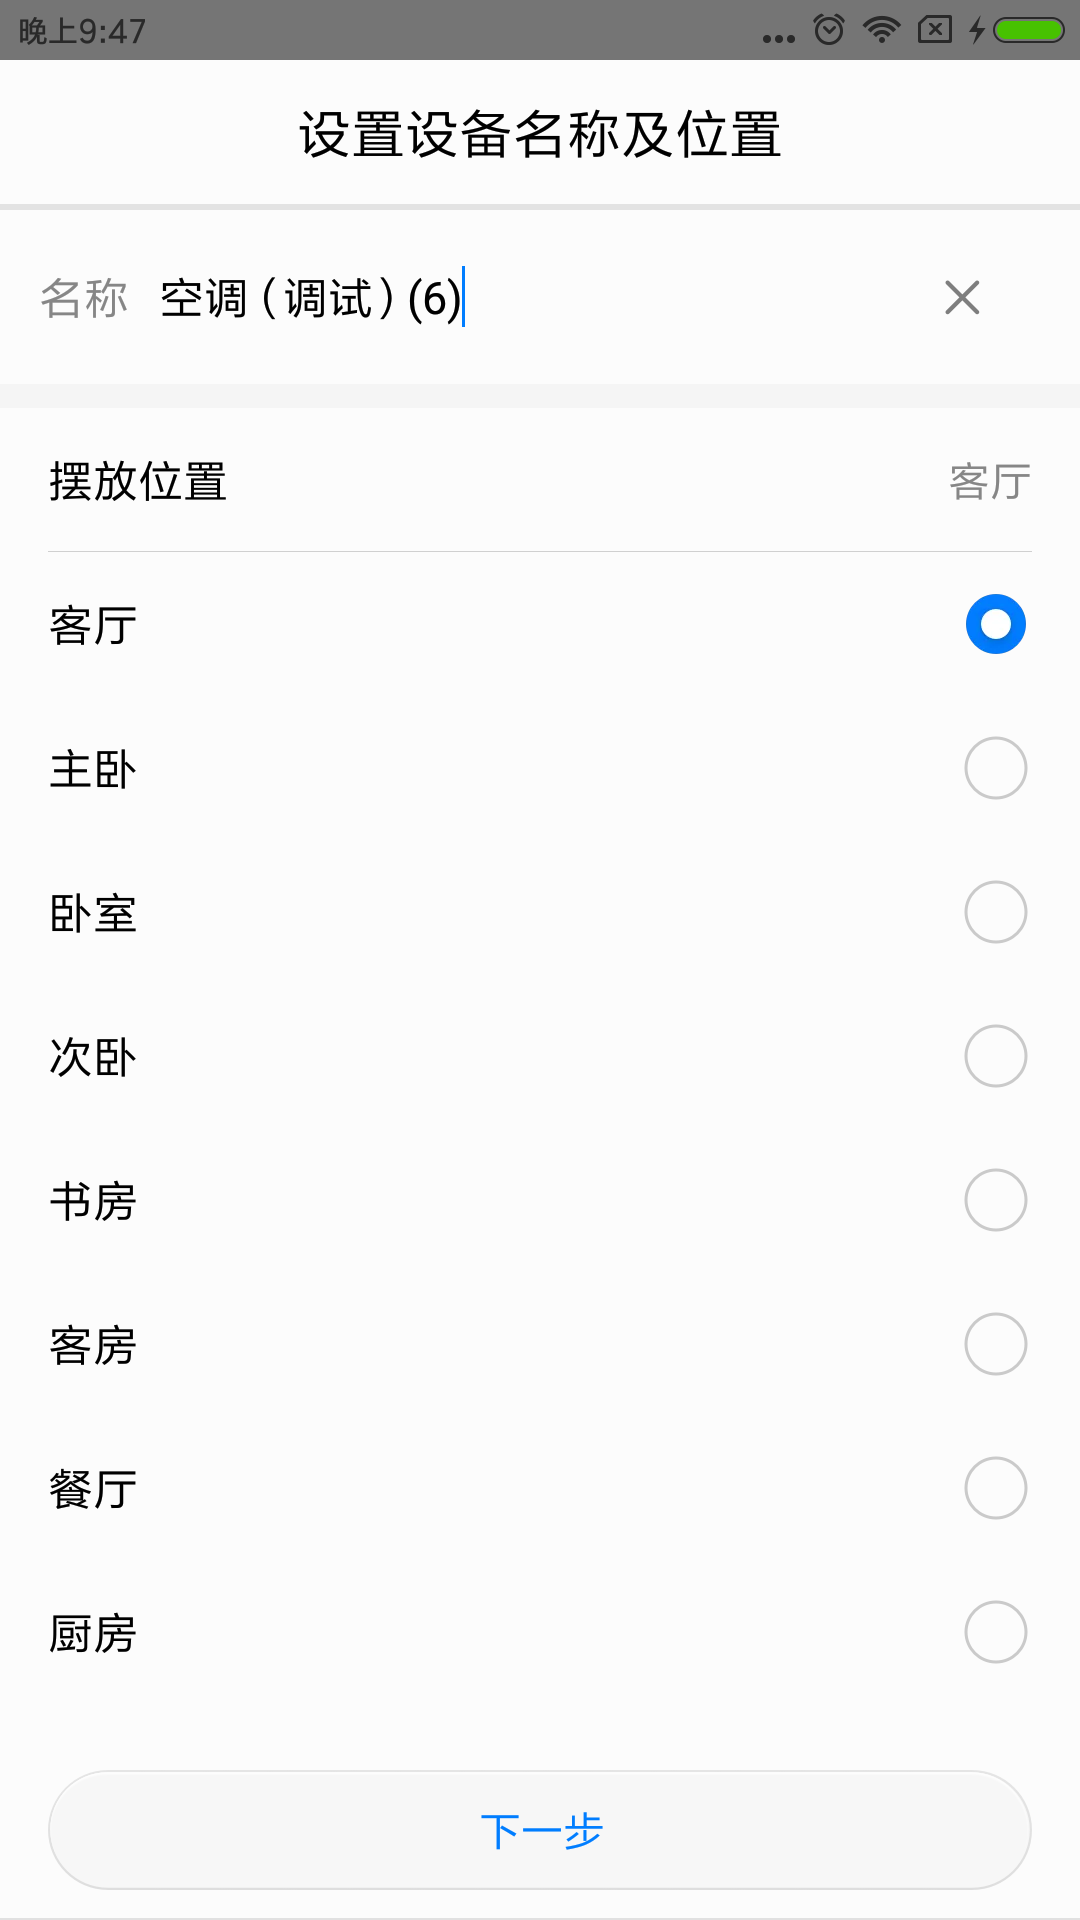 晚上9:47
设置设备名称及位置
名称 空调（调试）(6)
摆放位置 客厅
客厅
主卧
卧室
次卧
书房
客房
餐厅
厨房
下一步